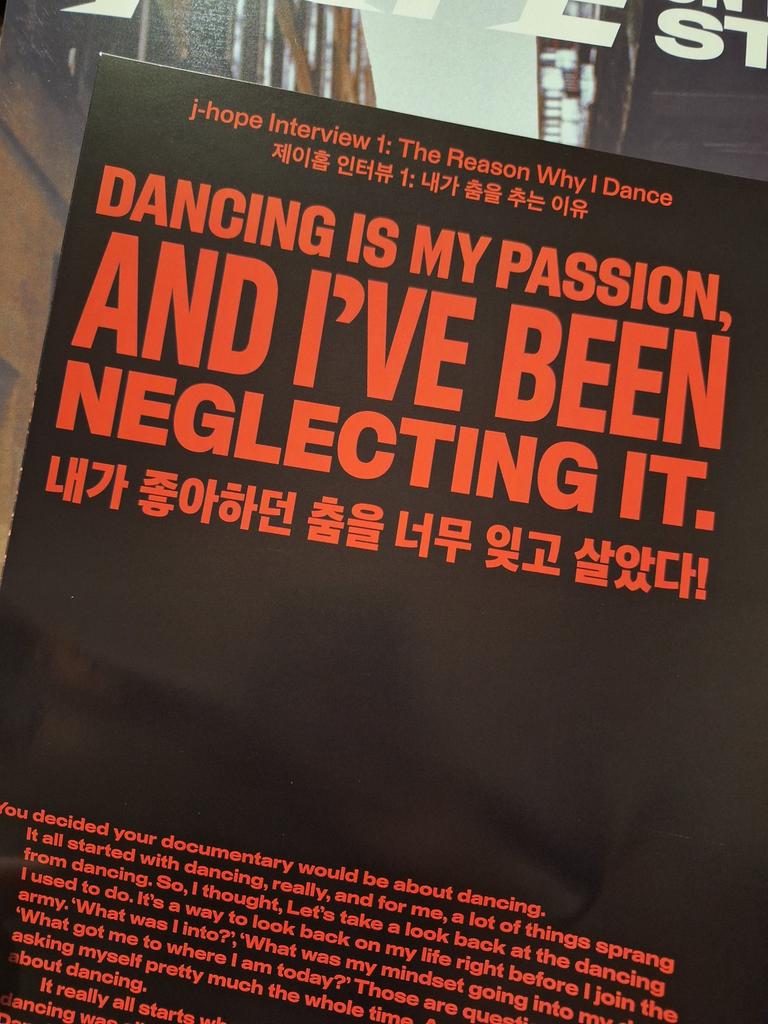 ST
j-hope Interview 1: The Reason Why I Dance
제이홉 인터뷰 1: 내가 춤을 추는 이유
DANCING IS MY PASSION,
AND I'VE BEEN
NEGLECTING IT.
내가 좋아하던 춤을 너무 잊고 살았다!
You decided your documentary would be about dancing.
It all started with dancing, really, and for me, a lot of things sprang
from dancing. So, I thought, Let's take a look back at the dancing
I used to do. It's a way to look back on my life right before I join the
army. 'What was I into?', 'What was my mindset going into my
'What got me to where I am today?' Those are
asking myself pretty much the whole time.
about dancing.
It really all starts
dancing was